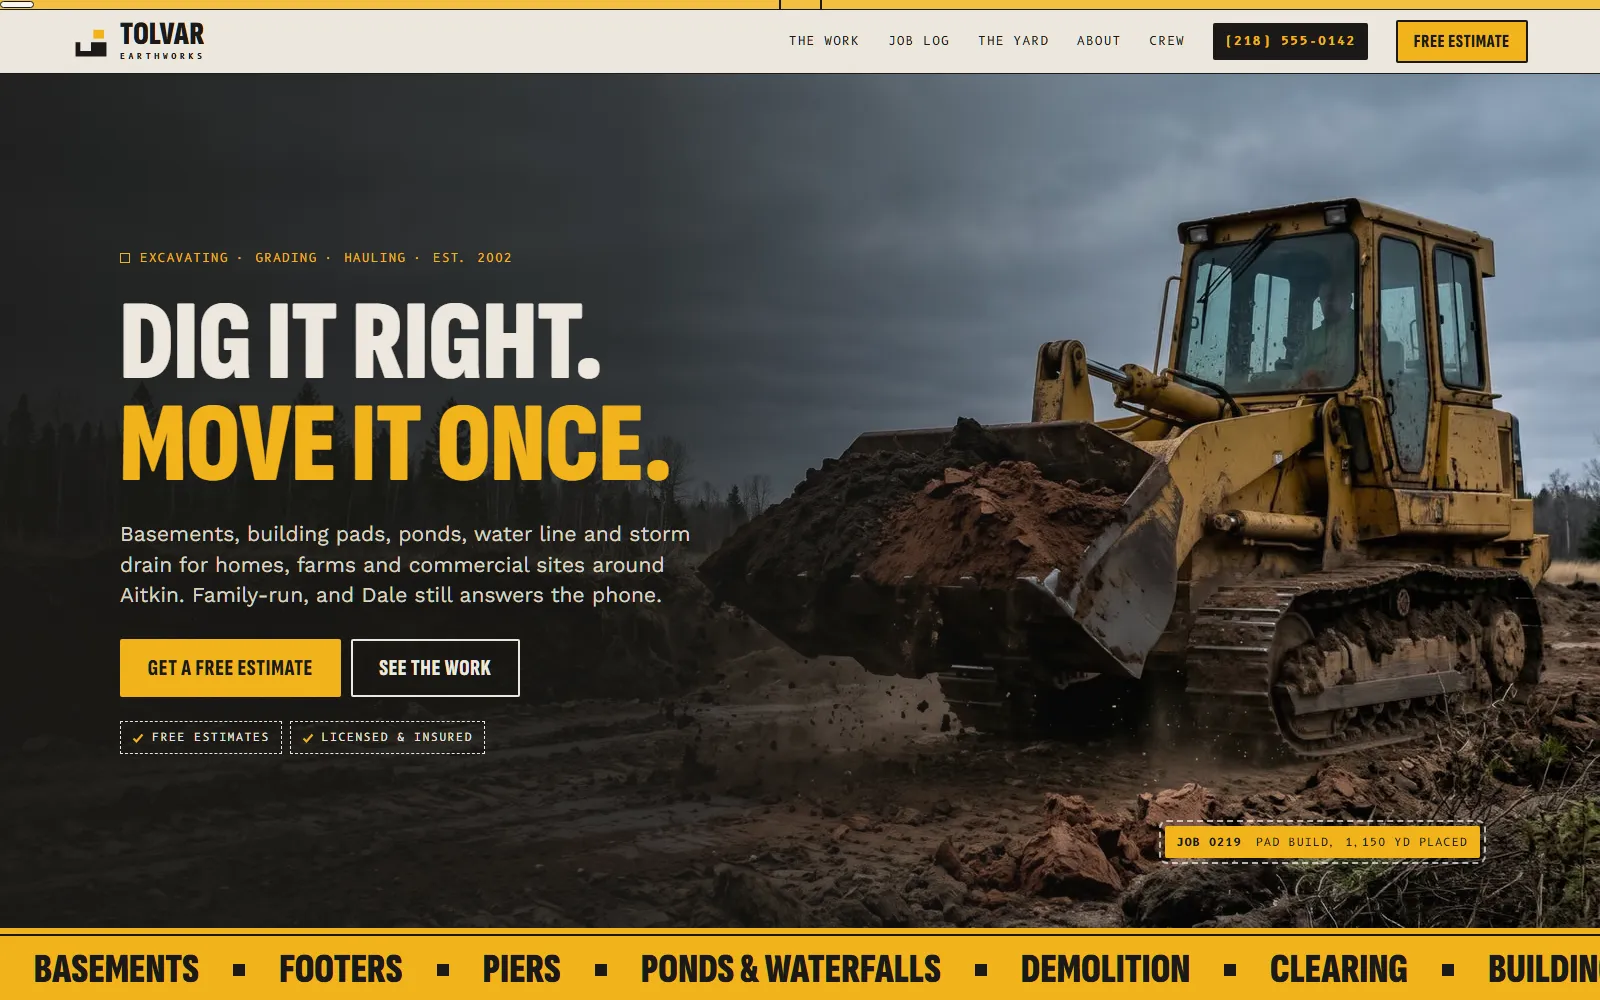 TOLVAR
EARTHWORKS
THE WORK
JOB LOG
THE YARD
ABOUT
CREW
(218) 555-0142
FREE ESTIMATE
EXCAVATING · GRADING · HAULING · EST. 2002
DIG IT RIGHT.
MOVE IT ONCE.
Basements, building pads, ponds, water line and storm
drain for homes, farms and commercial sites around
Aitkin. Family-run, and Dale still answers the phone.
GET A FREE ESTIMATE
SEE THE WORK
FREE ESTIMATES
LICENSED & INSURED
JOB 0219 PAD BUILD, 1,150 YD PLACED
BASEMENTS ▪ FOOTERS ▪ PIERS ▪ PONDS & WATERFALLS ▪ DEMOLITION ▪ CLEARING ▪ BUILDIN